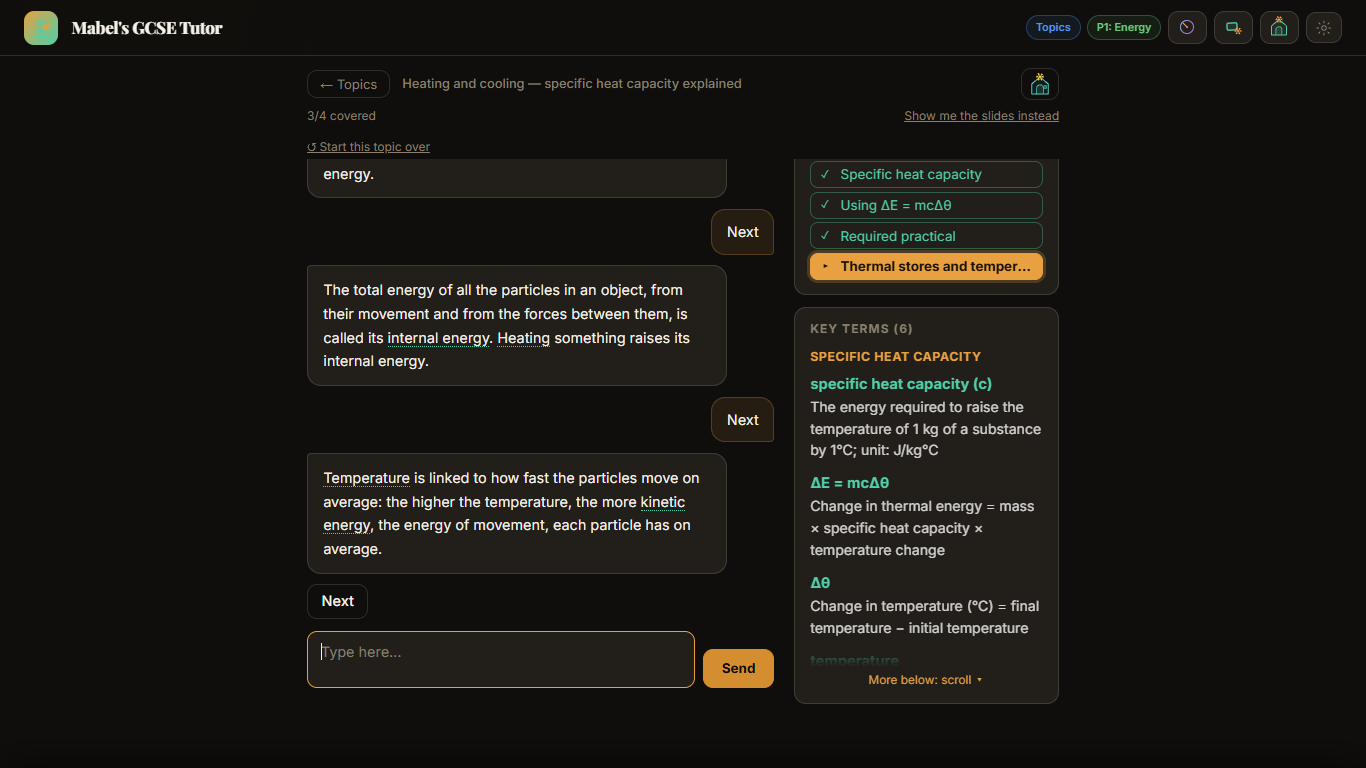 Mabel's GCSE Tutor
Topics
P1: Energy
← Topics
Heating and cooling — specific heat capacity explained
3/4 covered
Show me the slides instead
↺ Start this topic over
energy.
Next
The total energy of all the particles in an object, from
their movement and from the forces between them, is
called its internal energy. Heating something raises its
internal energy.
Next
Temperature is linked to how fast the particles move on
average: the higher the temperature, the more kinetic
energy, the energy of movement, each particle has on
average.
Next
Type here...
Send
✓ Specific heat capacity
✓ Using ΔE = mcΔθ
✓ Required practical
‣ Thermal stores and temper...
KEY TERMS (6)
SPECIFIC HEAT CAPACITY
specific heat capacity (c)
The energy required to raise the
temperature of 1 kg of a substance
by 1°C; unit: J/kg°C
ΔE = mcΔθ
Change in thermal energy = mass
× specific heat capacity ×
temperature change
Δθ
Change in temperature (°C) = final
temperature − initial temperature
temperature
More below: scroll ▾